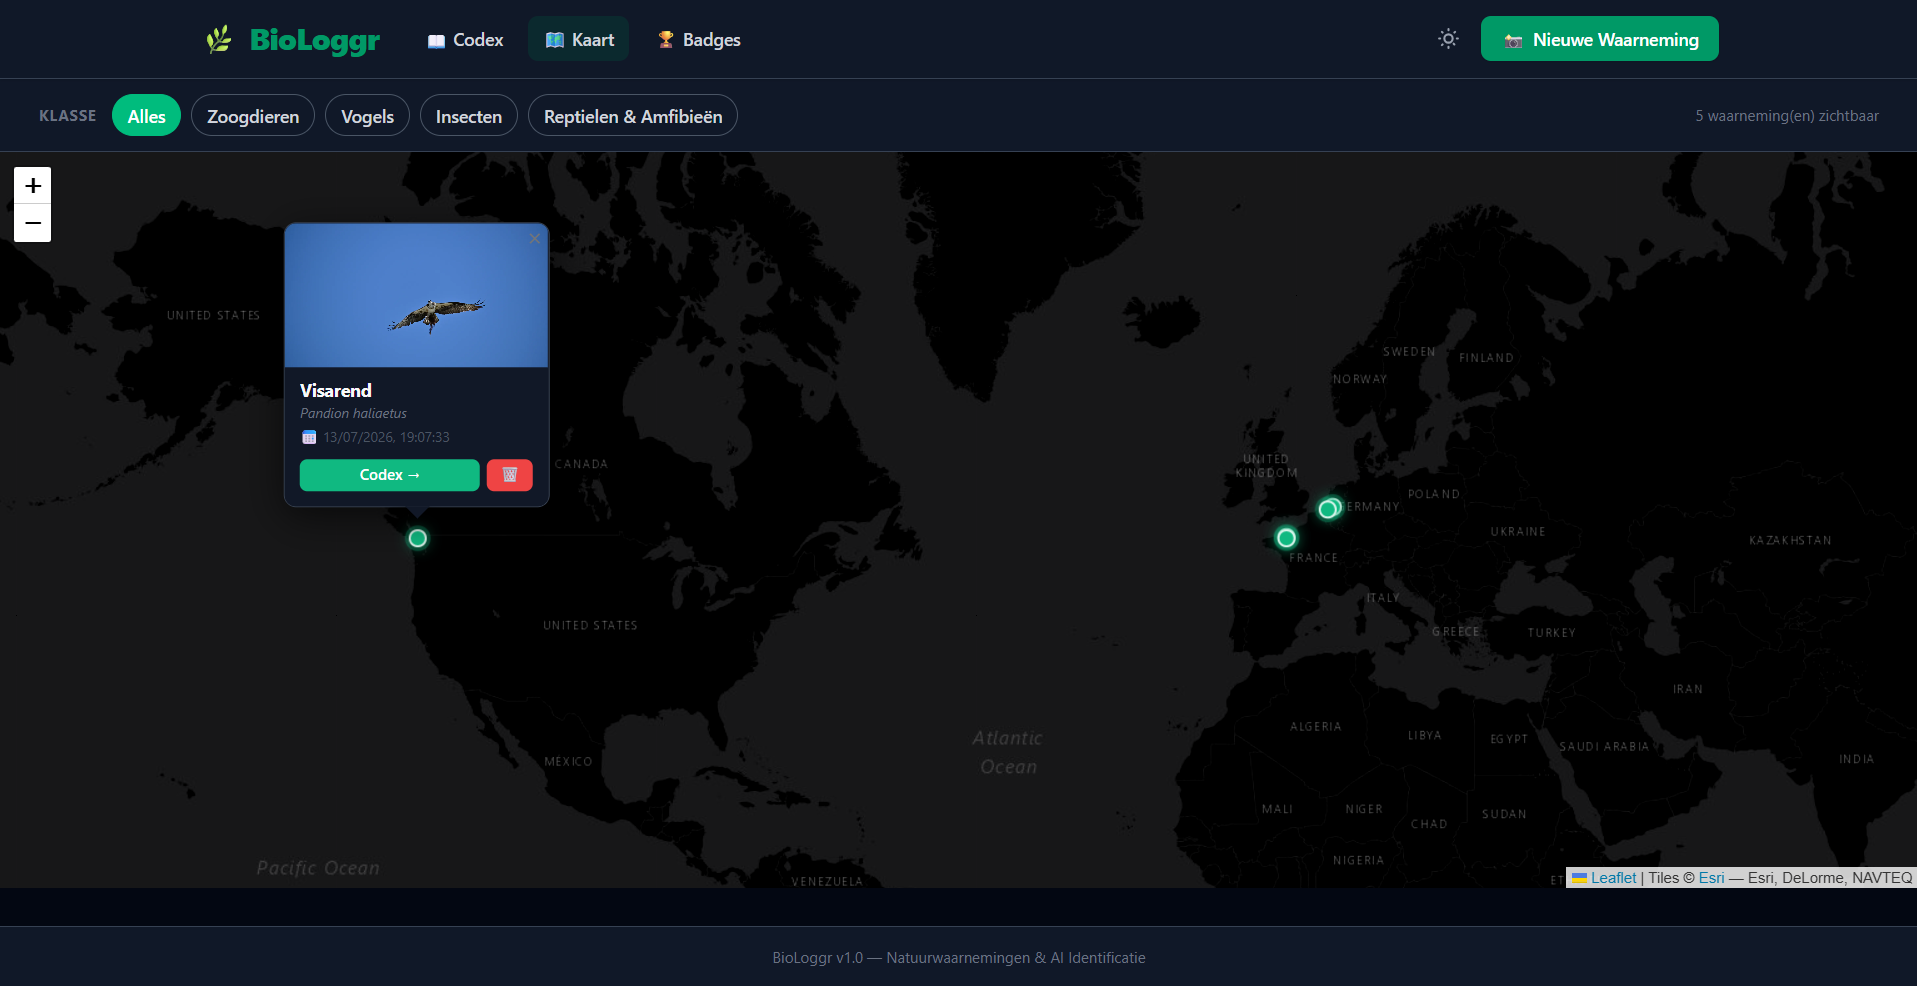 BioLoggr
Codex
Kaart
Badges
Nieuwe Waarneming
KLASSE
Alles
Zoogdieren
Vogels
Insecten
Reptielen & Amfibieën
5 waarneming(en) zichtbaar
+
−
×
Visarend
Pandion haliaetus
13/07/2026, 19:07:33
Codex →
UNITED STATES
CANADA
UNITED STATES
MÉXICO
VENEZUELA
Pacific Ocean
Atlantic
Ocean
SWEDEN
FINLAND
NORWAY
UNITED
KINGDOM
POLAND
ERMANY
UKRAINE
KAZAKHSTAN
FRANCE
ITALY
GREECE
TURKEY
IRAN
ALGERIA
LIBYA
EGYPT
SAUDI ARABIA
INDIA
MALI
NIGER
CHAD
SUDAN
NIGERIA
ET
Leaflet | Tiles © Esri — Esri, DeLorme, NAVTEQ
BioLoggr v1.0 — Natuurwaarnemingen & AI Identificatie